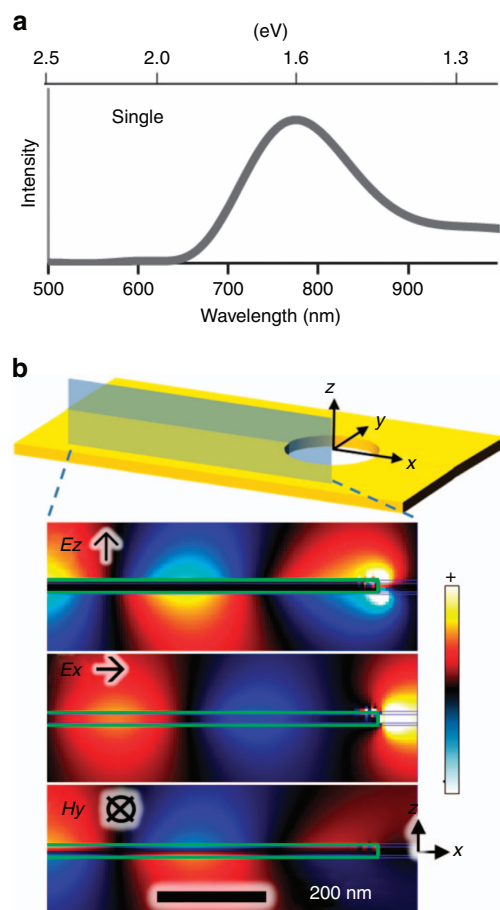 a
(eV)
2.5 2.0 1.6 1.3
Single
Intensity
500 600 700 800 900
Wavelength (nm)
b
z
y
x
Ez
+
Ex
Hy
z
x
200 nm